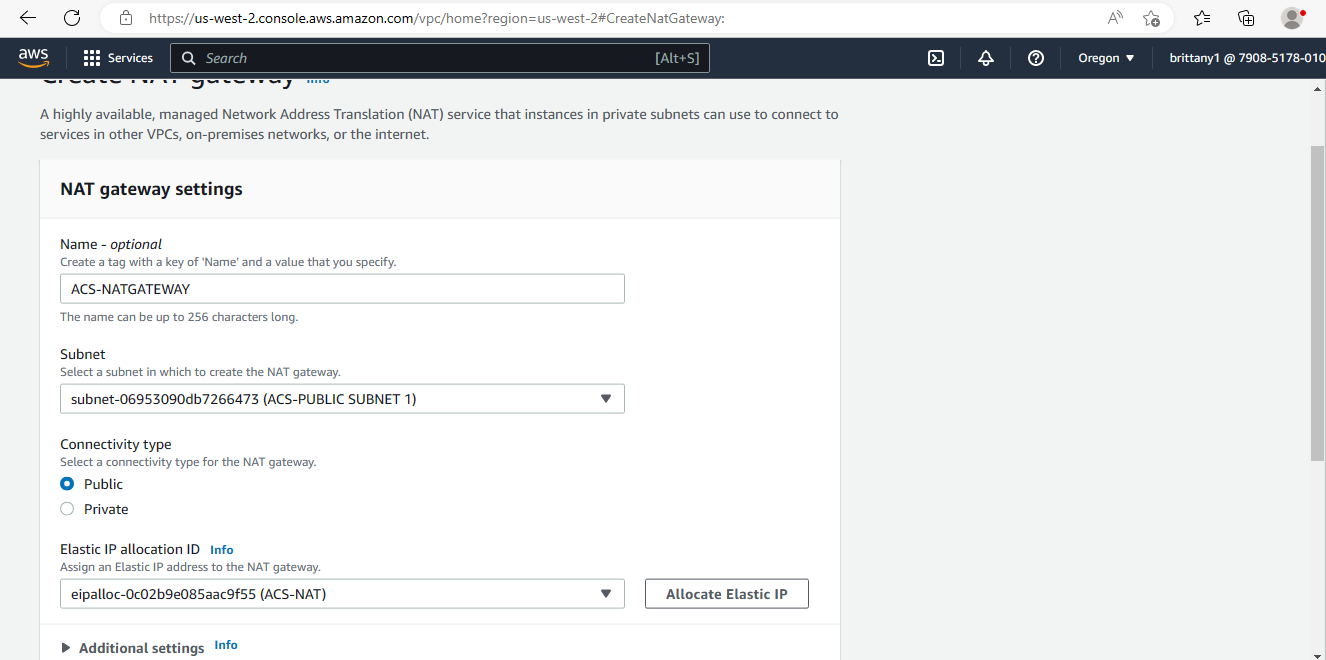 https://us-west-2.console.aws.amazon.com/vpc/home?region=us-west-2#CreateNatGateway:
aws Services Search [Alt+S] Oregon brittany1 @ 7908-5178-010
Create NAT gateway Info
A highly available, managed Network Address Translation (NAT) service that instances in private subnets can use to connect to
services in other VPCs, on-premises networks, or the internet.
NAT gateway settings
Name - optional
Create a tag with a key of 'Name' and a value that you specify.
ACS-NATGATEWAY
The name can be up to 256 characters long.
Subnet
Select a subnet in which to create the NAT gateway.
subnet-06953090db7266473 (ACS-PUBLIC SUBNET 1)
Connectivity type
Select a connectivity type for the NAT gateway.
Public
Private
Elastic IP allocation ID Info
Assign an Elastic IP address to the NAT gateway.
eipalloc-0c02b9e085aac9f55 (ACS-NAT) Allocate Elastic IP
Additional settings Info